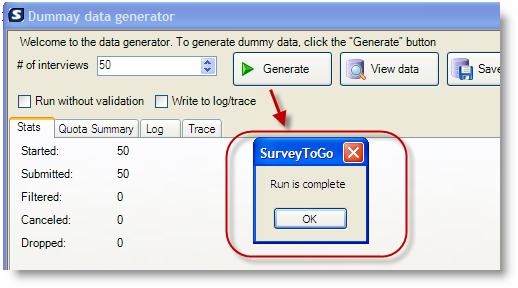 Dummay data generator
Welcome to the data generator. To generate dummy data, click the "Generate" button
# of interviews 50 Generate View data Save
Run without validation Write to log/trace
Stats Quota Summary Log Trace
Started: 50
Submitted: 50
Filtered: 0
Canceled: 0
Dropped: 0
SurveyToGo
Run is complete
OK